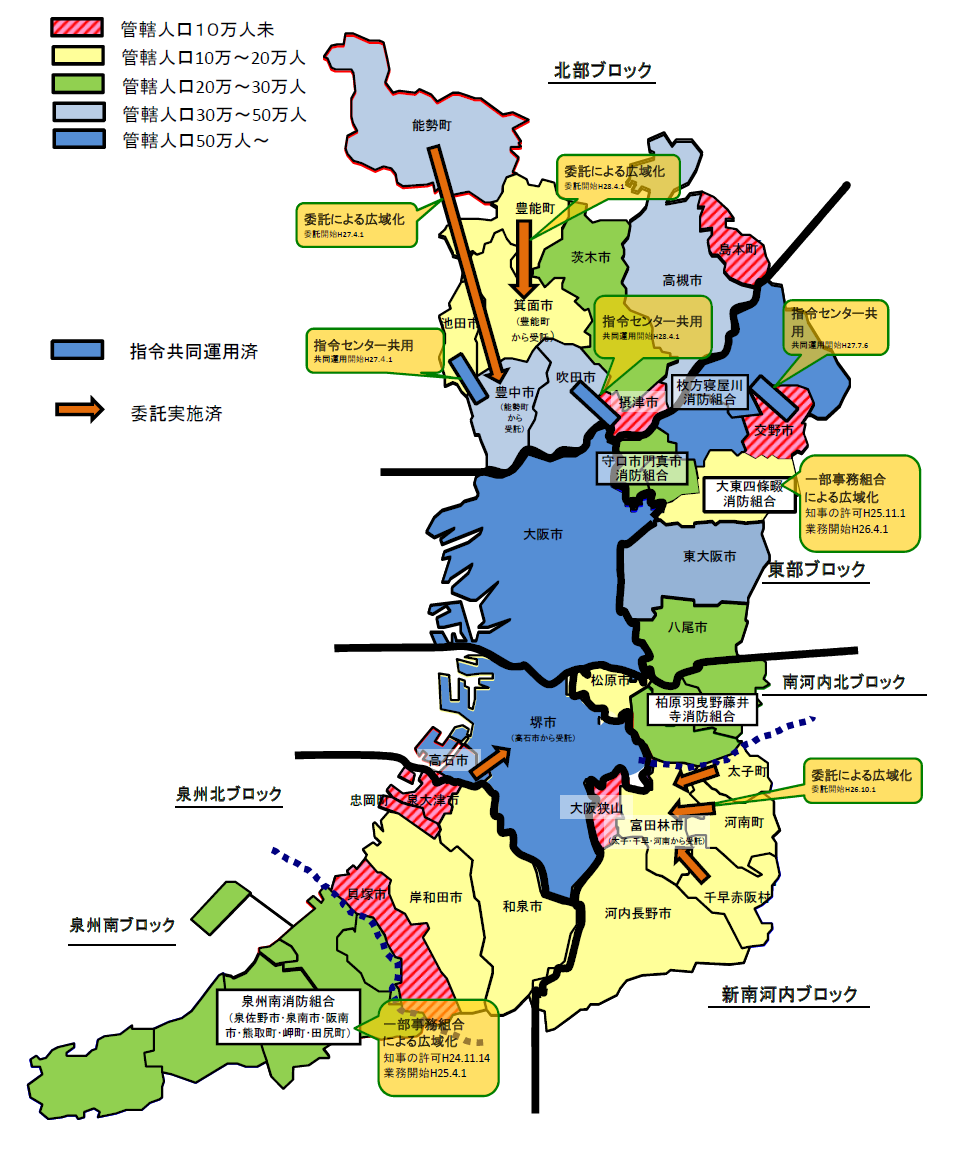 管轄人口１０万人未
管轄人口10万～20万人
管轄人口20万～30万人
管轄人口30万～50万人
管轄人口50万人～
北部ブロック
能勢町
委託による広域化
委託開始H28.4.1
委託による広域化
委託開始H27.4.1
豊能町
茨木市
島本町
高槻市
箕面市
（豊能町
から受託）
池田市
指令センター共用
共同運用開始H28.4.1
指令センター共
用
共同運用開始H27.7.6
指令センター共用
共同運用開始H27.4.1
指令共同運用済
委託実施済
豊中市
（能勢町
から
受託）
吹田市
摂津市
枚方寝屋川
消防組合
交野市
守口市門真市
消防組合
大東四條畷
消防組合
一部事務組合
による広域化
知事の許可H25.11.1
業務開始H26.4.1
大阪市
東大阪市
東部ブロック
八尾市
松原市
南河内北ブロック
柏原羽曳野藤井
寺消防組合
堺市
（高石市から受託）
高石市
泉州北ブロック
忠岡町
泉大津市
大阪狭山
太子町
委託による広域化
委託開始H26.10.1
富田林市
（太子・千早・河南から受託）
河南町
貝塚市
岸和田市
和泉市
河内長野市
千早赤阪村
泉州南ブロック
新南河内ブロック
泉州南消防組合
（泉佐野市・泉南市・阪南
市・熊取町・岬町・田尻町）
一部事務組合
による広域化
知事の許可H24.11.14
業務開始H25.4.1